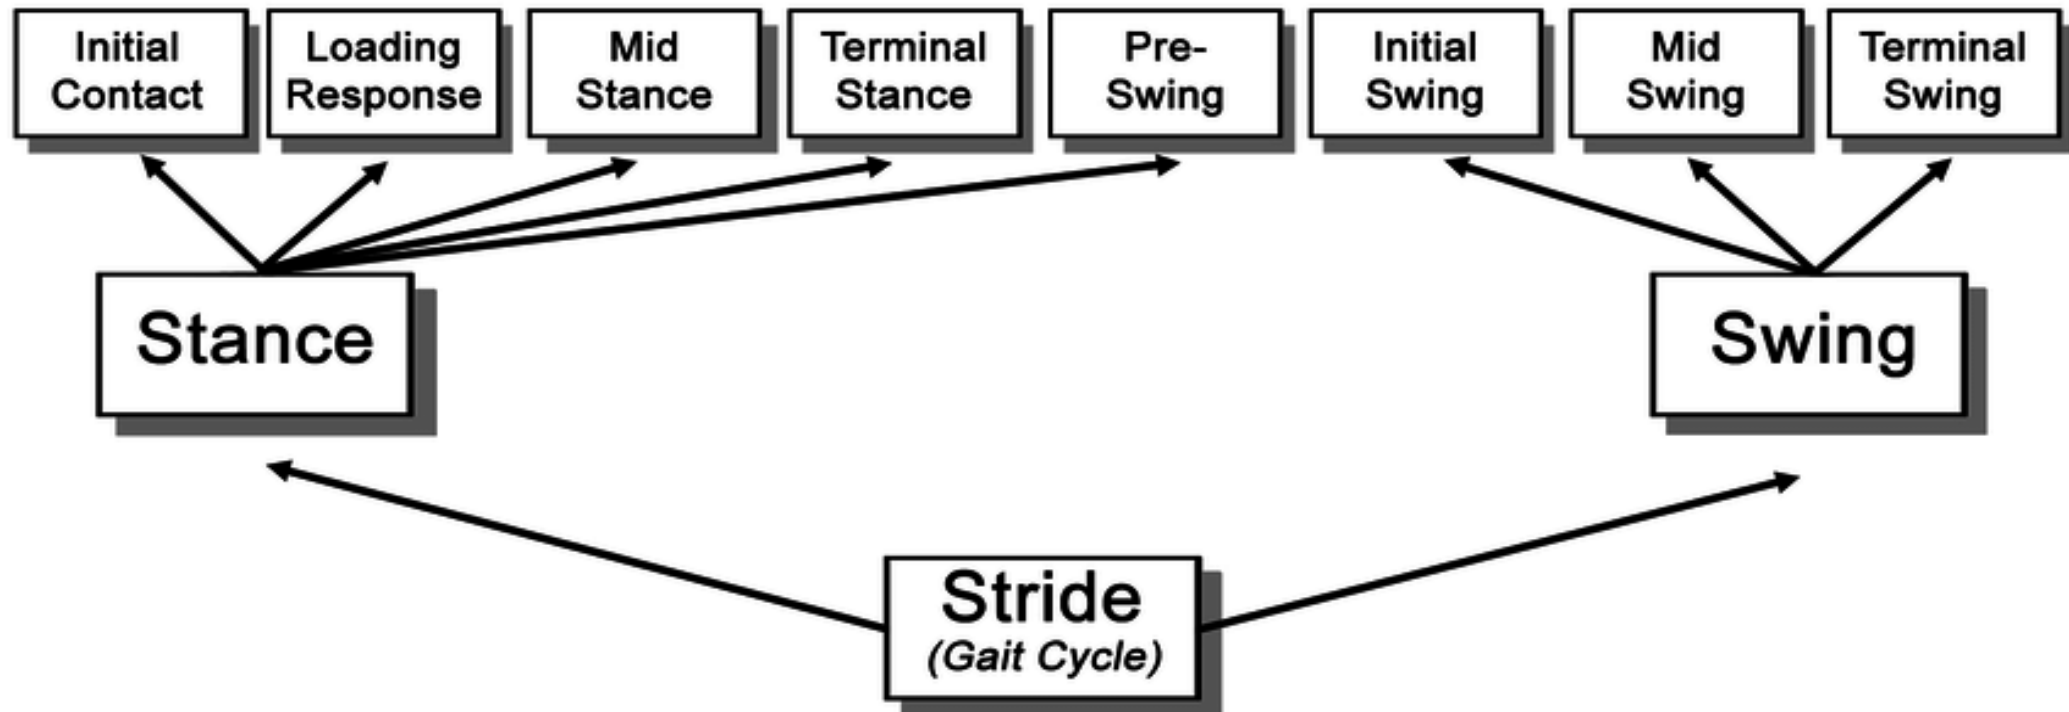 Initial
Contact
Loading
Response
Mid
Stance
Terminal
Stance
Pre-
Swing
Initial
Swing
Mid
Swing
Terminal
Swing
Stance
Swing
Stride
(Gait Cycle)